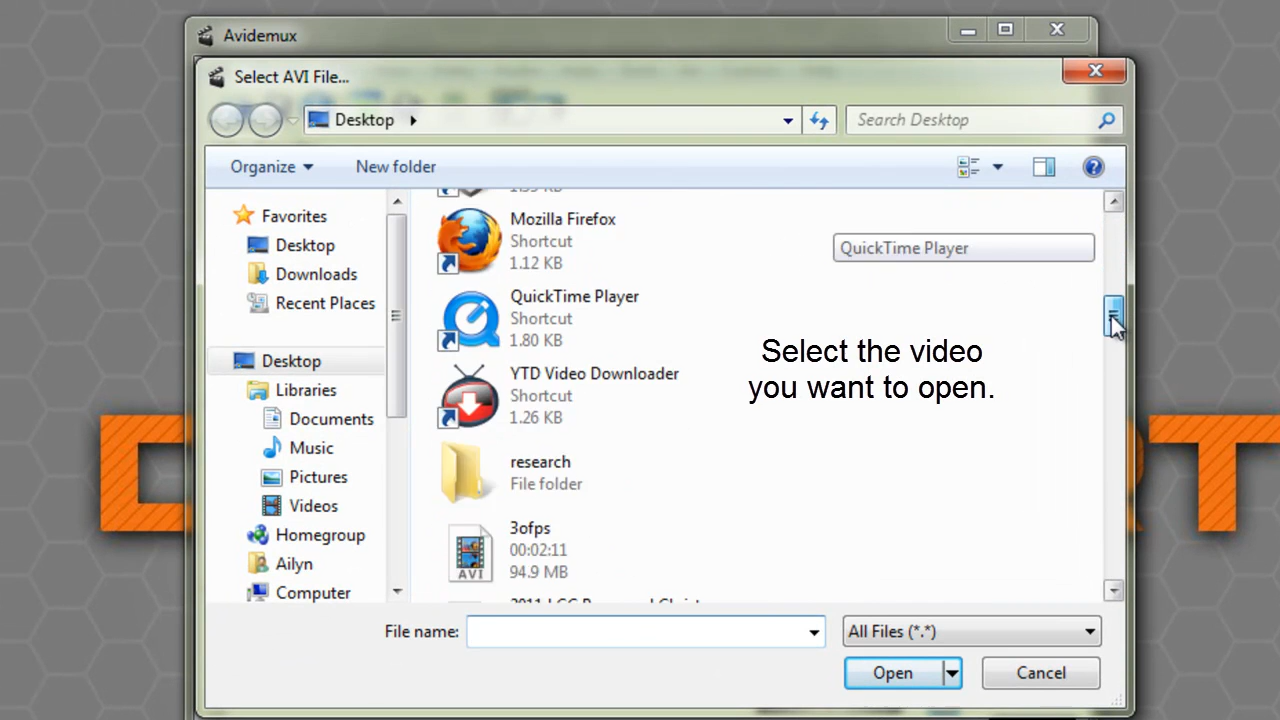 Avidemux
Select AVI File...
Desktop
Search Desktop
Organize
New folder
Favorites
Desktop
Downloads
Recent Places
Desktop
Libraries
Documents
Music
Pictures
Videos
Homegroup
Ailyn
Computer
Mozilla Firefox
Shortcut
1.12 KB
QuickTime Player
QuickTime Player
Shortcut
1.80 KB
YTD Video Downloader
Shortcut
1.26 KB
research
File folder
3ofps
00:02:11
94.9 MB
AVI
Select the video
you want to open.
File name:
All Files (*.*)
Open
Cancel